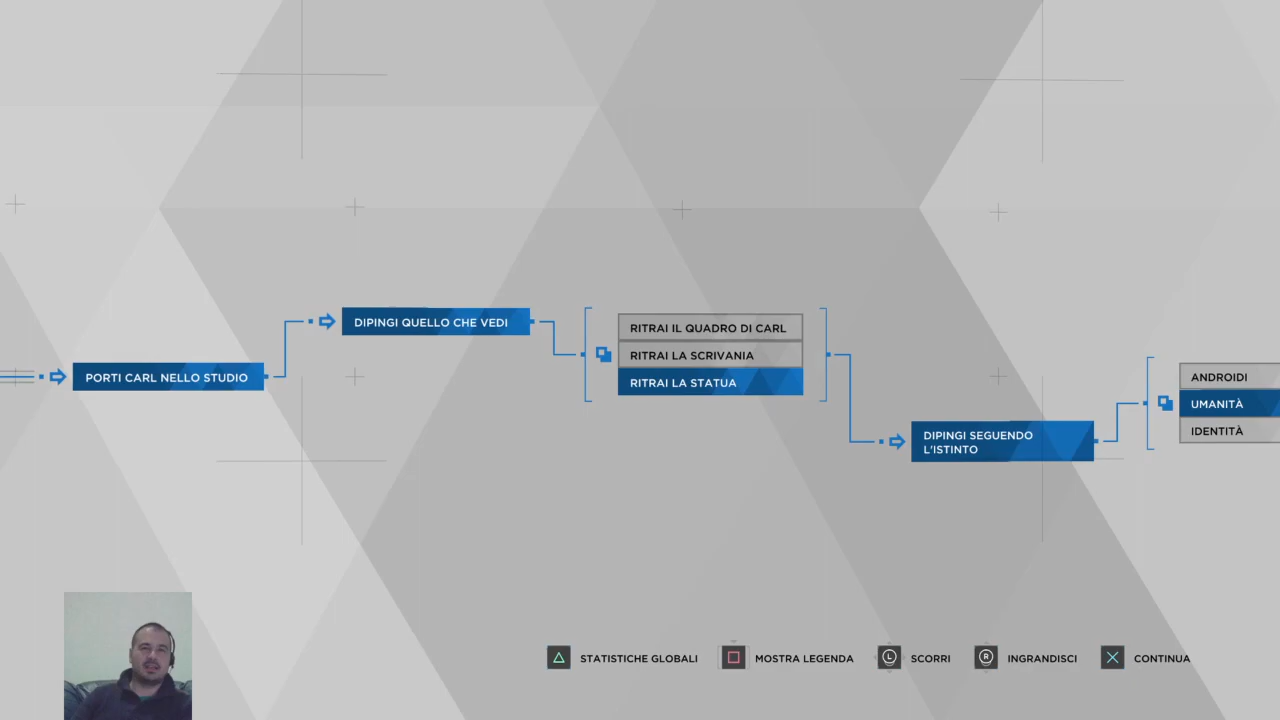 PORTI CARL NELLO STUDIO
DIPINGI QUELLO CHE VEDI
RITRAI IL QUADRO DI CARL
RITRAI LA SCRIVANIA
RITRAI LA STATUA
DIPINGI SEGUENDO
L'ISTINTO
ANDROIDI
UMANITÀ
IDENTITÀ
STATISTICHE GLOBALI
MOSTRA LEGENDA
L SCORRI
R INGRANDISCI
CONTINUA